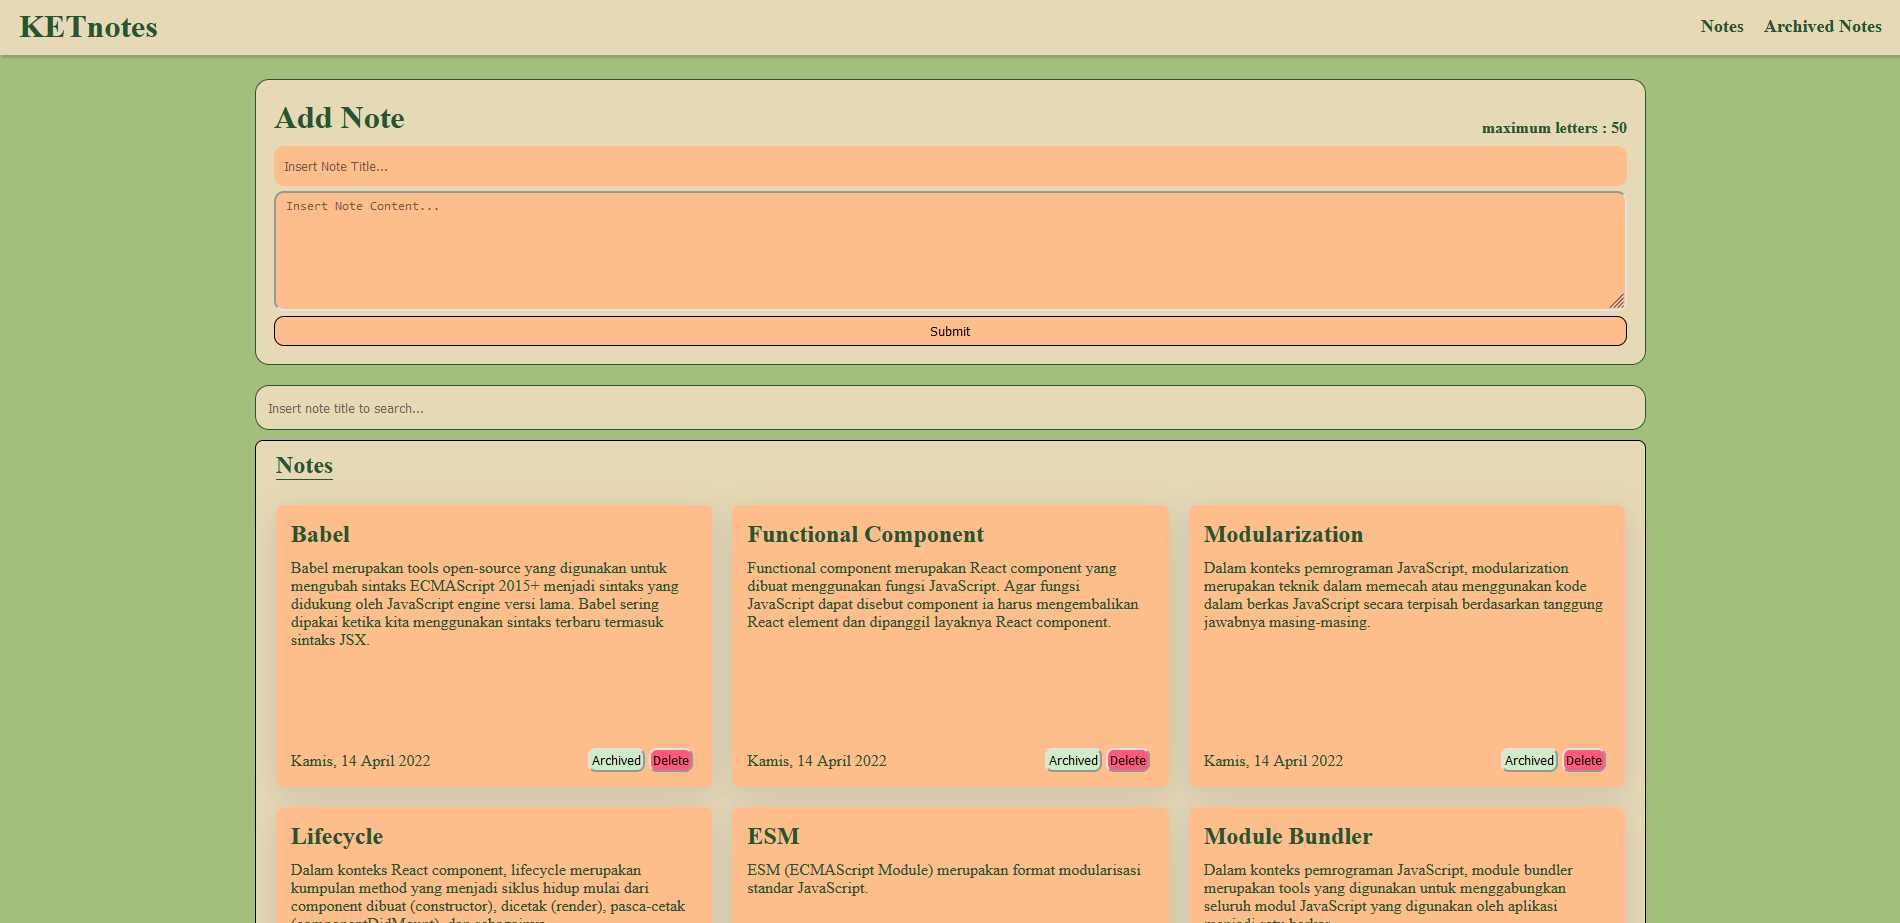 KETnotes
Notes Archived Notes
Add Note
maximum letters : 50
Insert Note Title...
Insert Note Content...
Submit
Insert note title to search...
Notes
Babel
Babel merupakan tools open-source yang digunakan untuk
mengubah sintaks ECMAScript 2015+ menjadi sintaks yang
didukung oleh JavaScript engine versi lama. Babel sering
dipakai ketika kita menggunakan sintaks terbaru termasuk
sintaks JSX.
Kamis, 14 April 2022
Archived Delete
Functional Component
Functional component merupakan React component yang
dibuat menggunakan fungsi JavaScript. Agar fungsi
JavaScript dapat disebut component ia harus mengembalikan
React element dan dipanggil layaknya React component.
Kamis, 14 April 2022
Archived Delete
Modularization
Dalam konteks pemrograman JavaScript, modularization
merupakan teknik dalam memecah atau menggunakan kode
dalam berkas JavaScript secara terpisah berdasarkan tanggung
jawabnya masing-masing.
Kamis, 14 April 2022
Archived Delete
Lifecycle
Dalam konteks React component, lifecycle merupakan
kumpulan method yang menjadi siklus hidup mulai dari
component dibuat (constructor), dicetak (render), pasca-cetak
(componentDidMount), dan sebagainya.
ESM
ESM (ECMAScript Module) merupakan format modularisasi
standar JavaScript.
Module Bundler
Dalam konteks pemrograman JavaScript, module bundler
merupakan tools yang digunakan untuk menggabungkan
seluruh modul JavaScript yang digunakan oleh aplikasi
menjadi satu berkas.